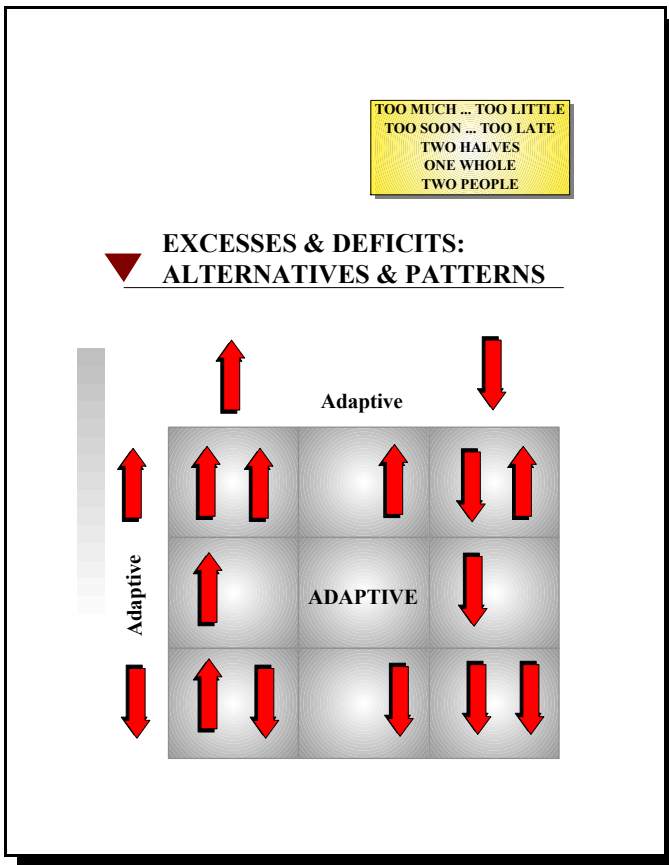 TOO MUCH ... TOO LITTLE
TOO SOON ... TOO LATE
TWO HALVES
ONE WHOLE
TWO PEOPLE
EXCESSES & DEFICITS:
ALTERNATIVES & PATTERNS
Adaptive
Adaptive
ADAPTIVE